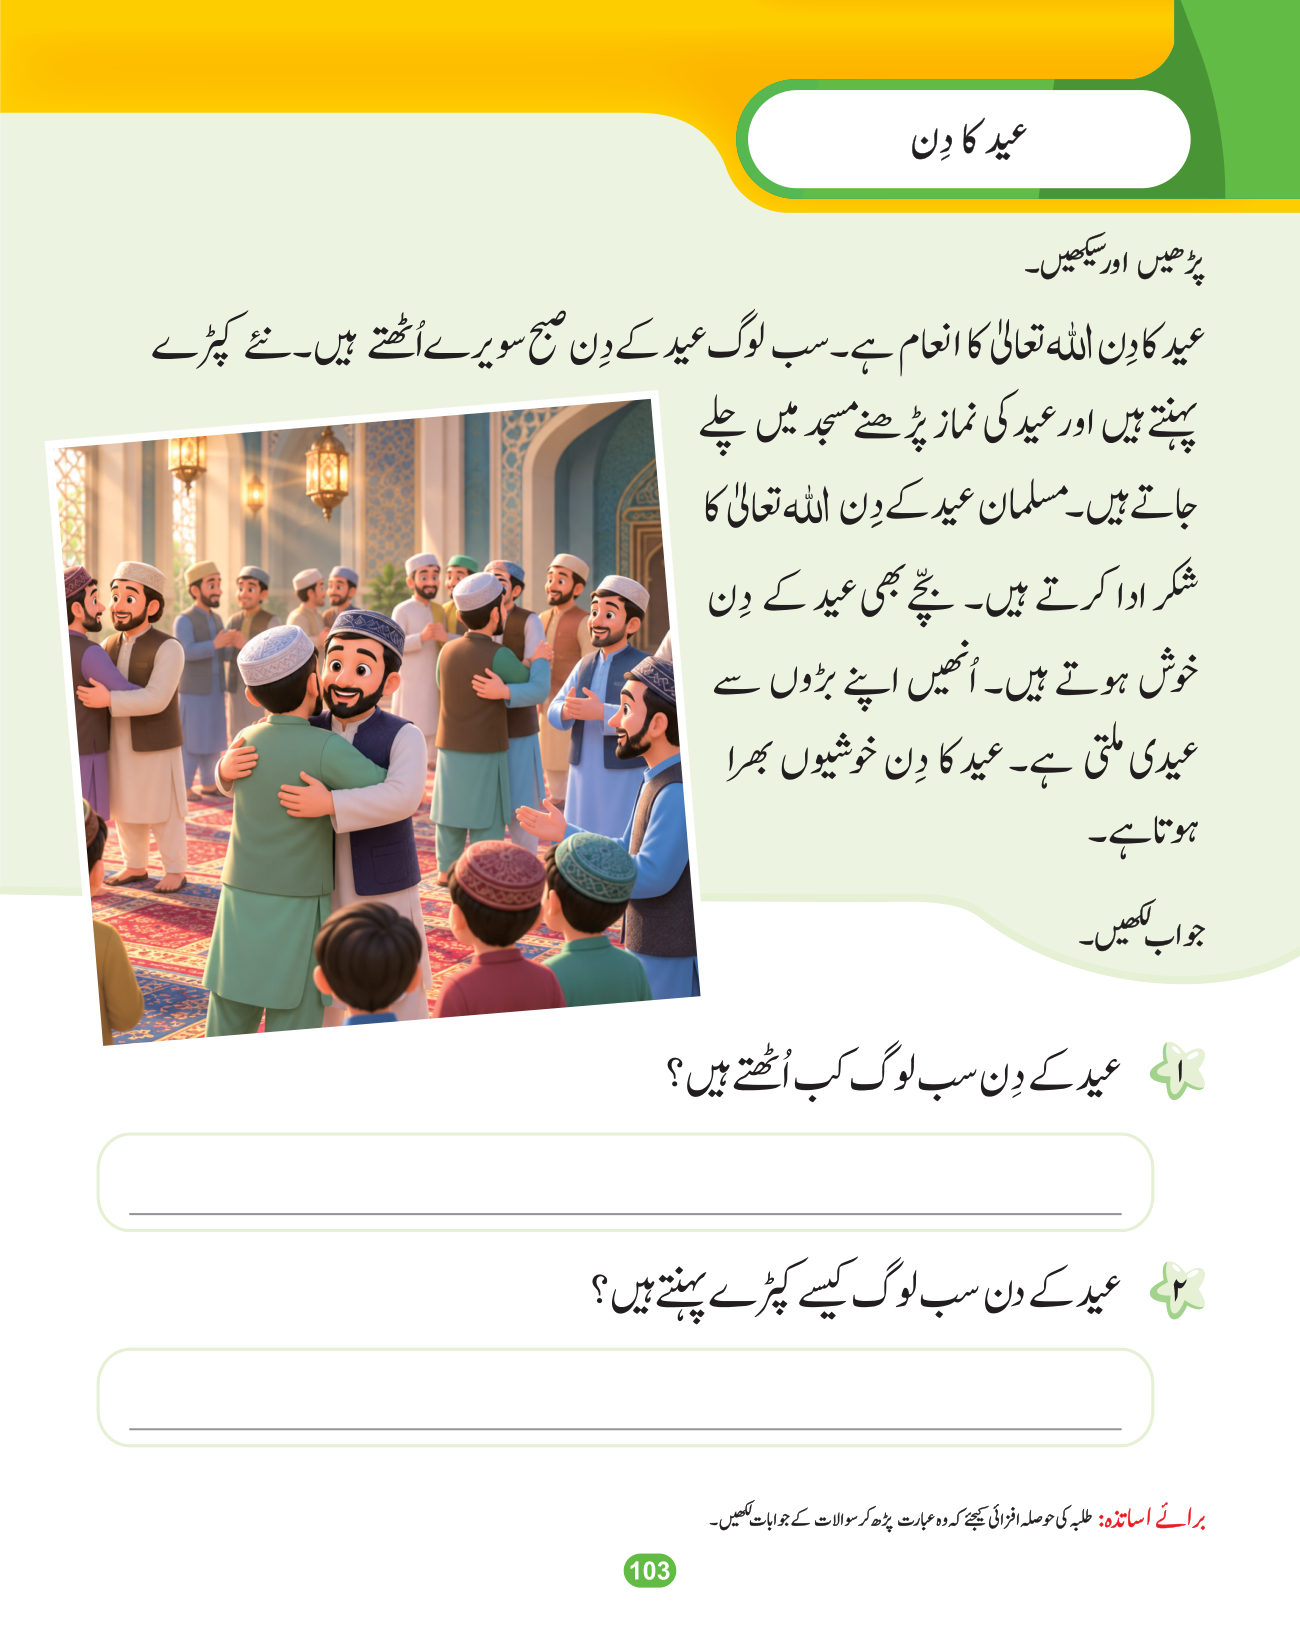 عید کا دِن
پڑھیں اور سیکھیں۔
عید کا دِن اللہ تعالیٰ کا انعام ہے۔ سب لوگ عید کے دِن صبح سویرے اُٹھتے ہیں۔ نئے کپڑے
پہنتے ہیں اور عید کی نماز پڑھنے مسجد میں چلے
جاتے ہیں۔ مسلمان عید کے دِن اللہ تعالیٰ کا
شکر ادا کرتے ہیں۔ بچّے بھی عید کے دِن
خوش ہوتے ہیں۔ اُنھیں اپنے بڑوں سے
عیدی ملتی ہے۔ عید کا دِن خوشیوں بھرا
ہوتا ہے۔
جواب لکھیں۔
۱ عید کے دِن سب لوگ کب اُٹھتے ہیں؟
۲ عید کے دن سب لوگ کیسے کپڑے پہنتے ہیں؟
برائے اساتذہ: طلبہ کی حوصلہ افزائی کیجئے کہ وہ عبارت پڑھ کر سوالات کے جوابات لکھیں۔
103